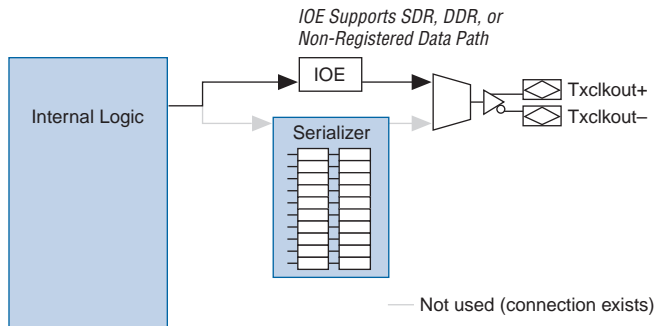 IOE Supports SDR, DDR, or
Non-Registered Data Path
IOE
Internal Logic
Txclkout+
Txclkout–
Serializer
Not used (connection exists)